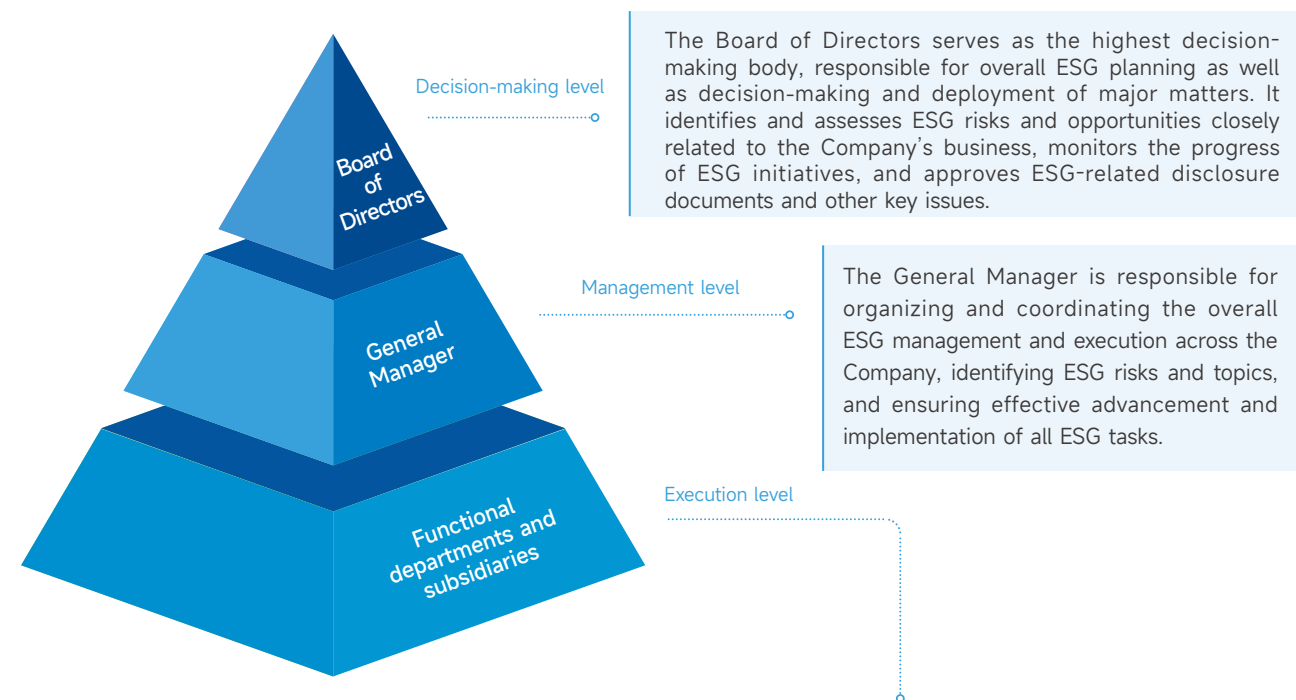 Decision-making level
The Board of Directors serves as the highest decision-
making body, responsible for overall ESG planning as well
as decision-making and deployment of major matters. It
identifies and assesses ESG risks and opportunities closely
related to the Company's business, monitors the progress
of ESG initiatives, and approves ESG-related disclosure
documents and other key issues.
Board
of
Directors
Management level
The General Manager is responsible for
organizing and coordinating the overall
ESG management and execution across the
Company, identifying ESG risks and topics,
and ensuring effective advancement and
implementation of all ESG tasks.
General
Manager
Execution level
Functional
departments and
subsidiaries